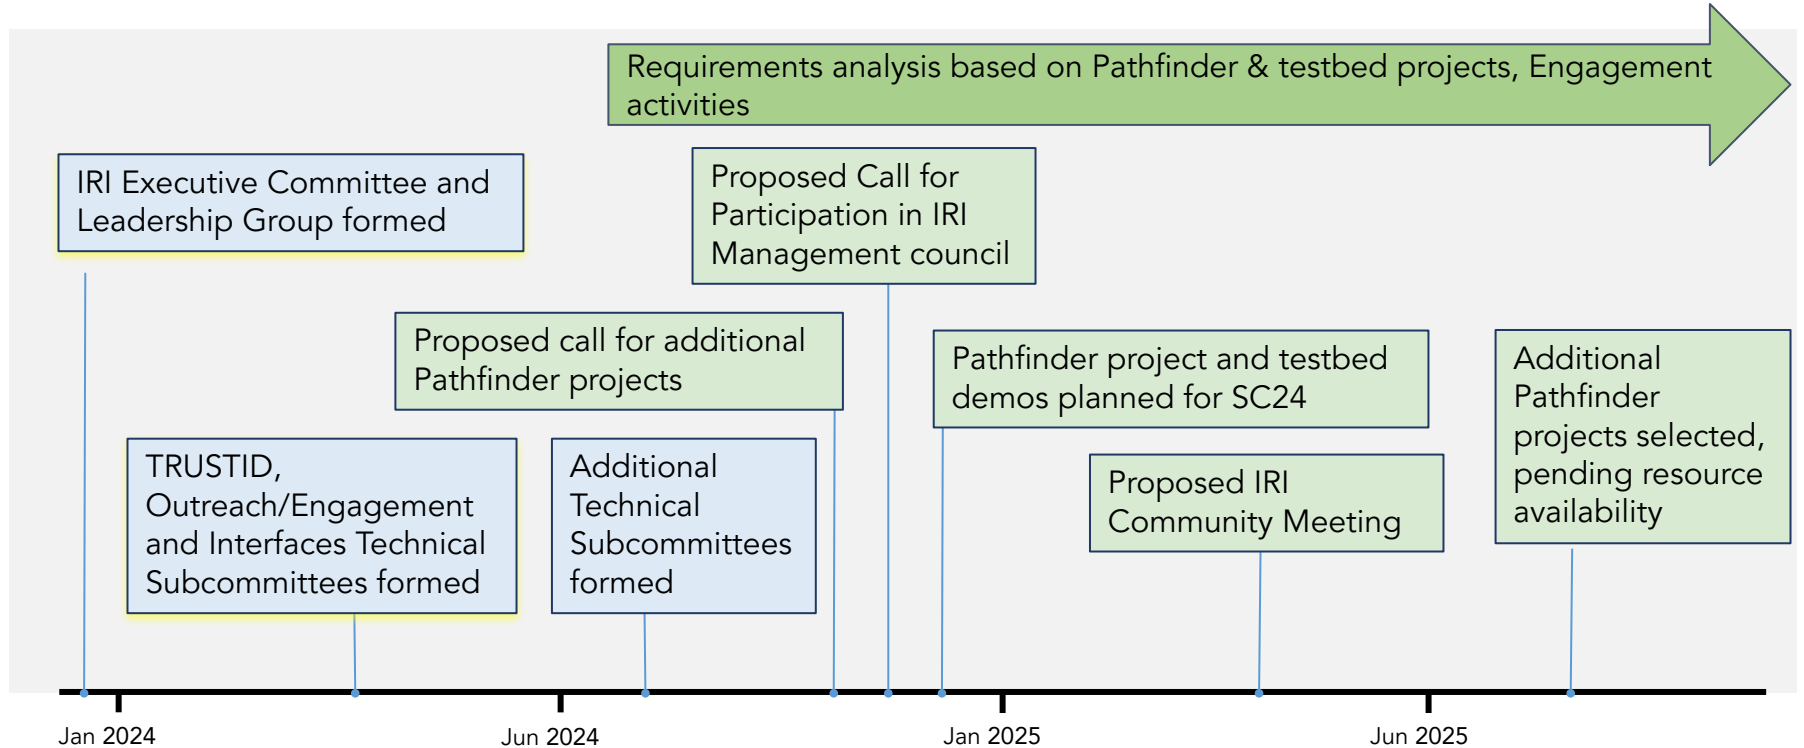 Requirements analysis based on Pathfinder & testbed projects, Engagement
activities
IRI Executive Committee and
Leadership Group formed
Proposed Call for
Participation in IRI
Management council
Proposed call for additional
Pathfinder projects
Pathfinder project and testbed
demos planned for SC24
Additional
Pathfinder
projects selected,
pending resource
availability
TRUSTID,
Outreach/Engagement
and Interfaces Technical
Subcommittees formed
Additional
Technical
Subcommittees
formed
Proposed IRI
Community Meeting
Jan 2024
Jun 2024
Jan 2025
Jun 2025